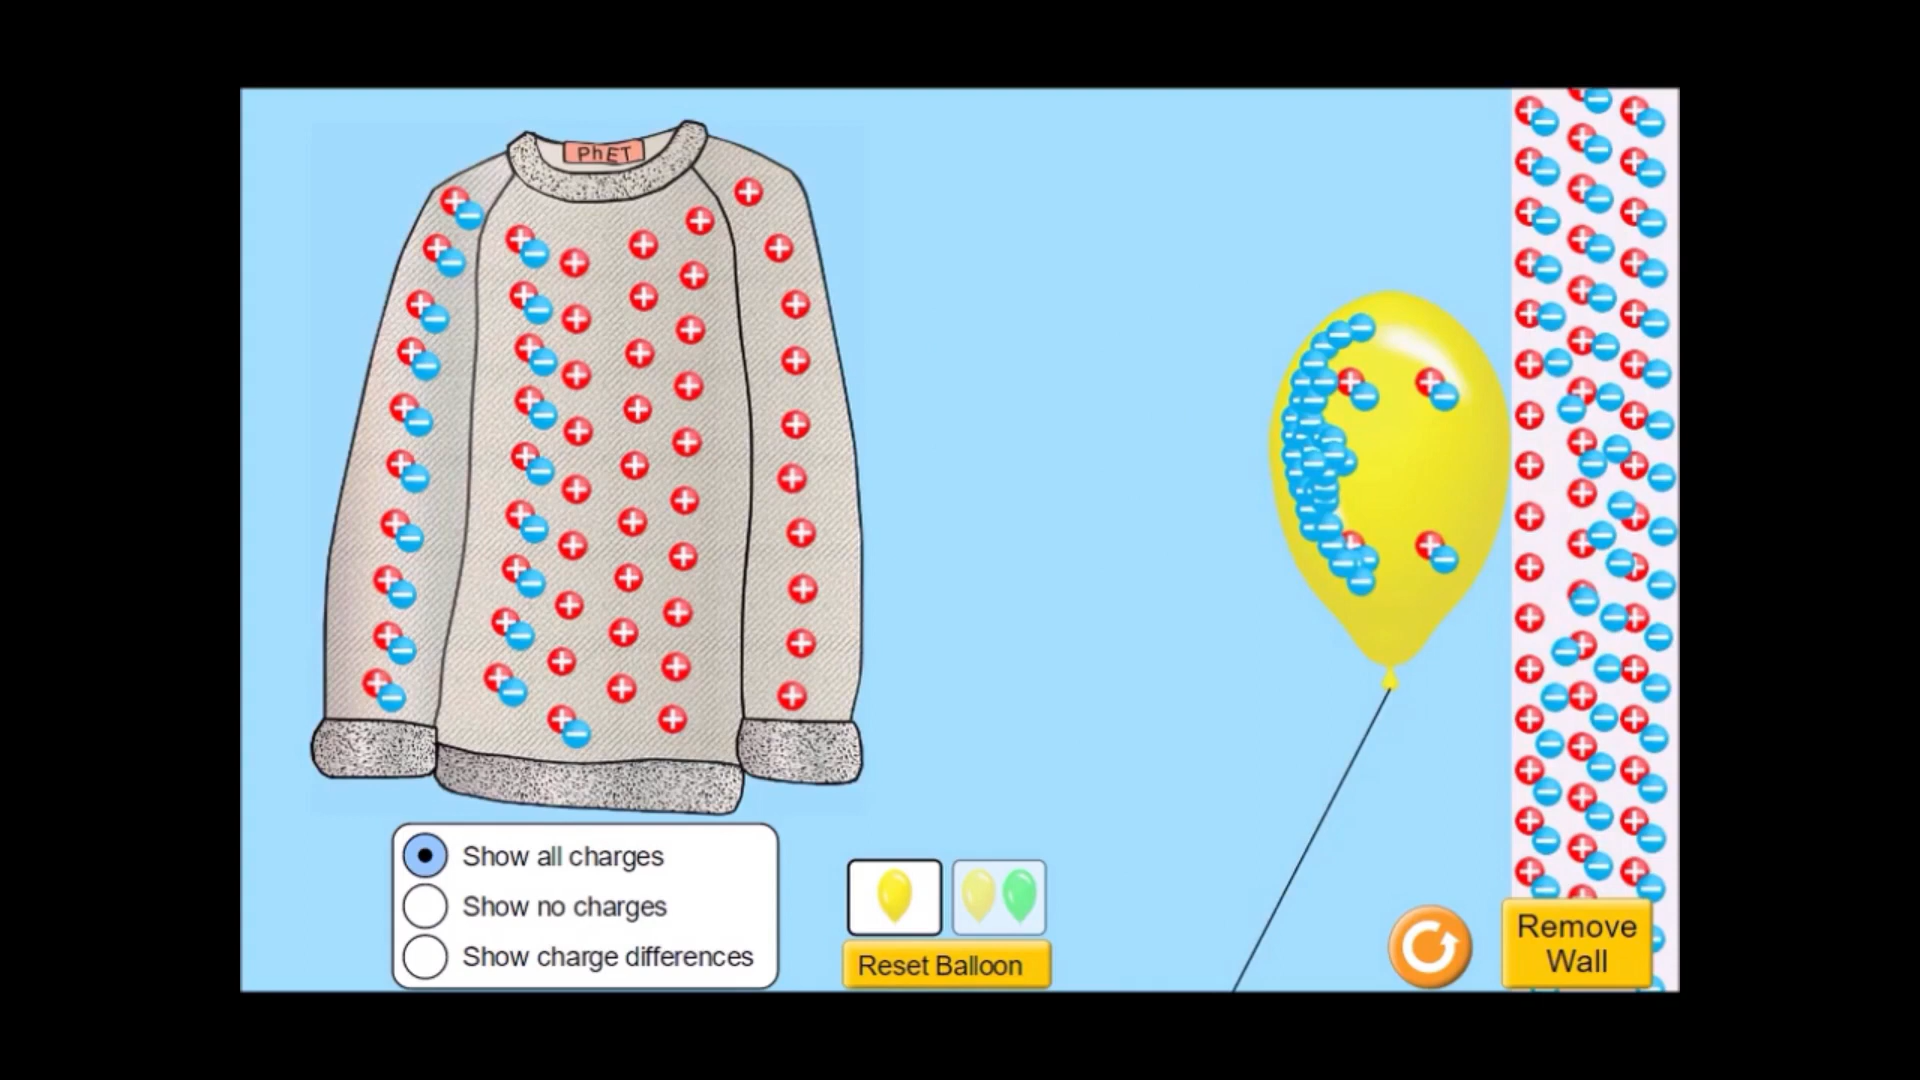 PhET
Show all charges
Show no charges
Show charge differences
Reset Balloon
Remove
Wall